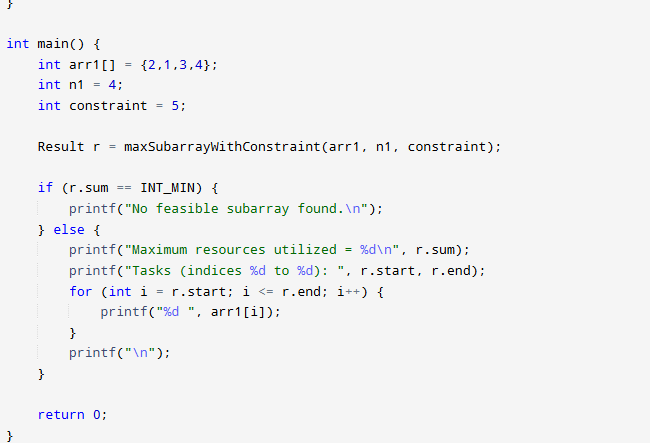 }
int main() {
    int arr1[] = {2,1,3,4};
    int n1 = 4;
    int constraint = 5;
    Result r = maxSubarrayWithConstraint(arr1, n1, constraint);
    if (r.sum == INT_MIN) {
        printf("No feasible subarray found.\n");
    } else {
        printf("Maximum resources utilized = %d\n", r.sum);
        printf("Tasks (indices %d to %d): ", r.start, r.end);
        for (int i = r.start; i <= r.end; i++) {
            printf("%d ", arr1[i]);
        }
        printf("\n");
    }
    return 0;
}